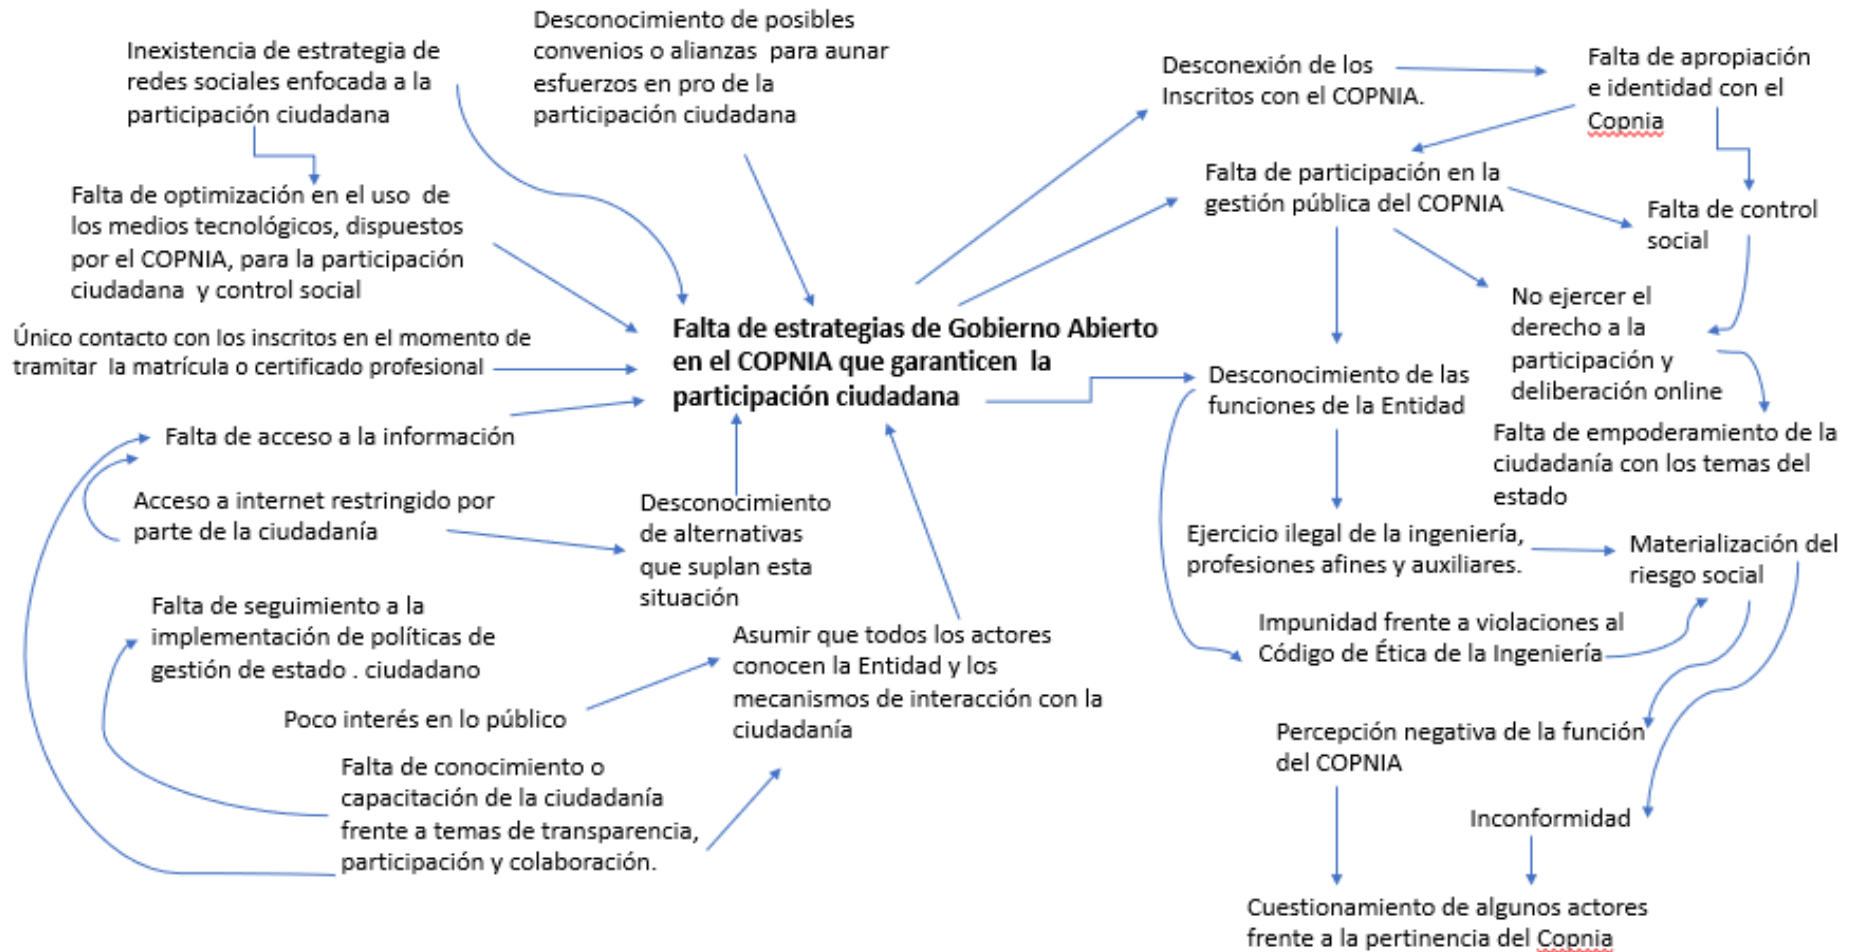 Inexistencia de estrategia de
redes sociales enfocada a la
participación ciudadana
Desconocimiento de posibles
convenios o alianzas para aunar
esfuerzos en pro de la
participación ciudadana
Falta de optimización en el uso de
los medios tecnológicos, dispuestos
por el COPNIA, para la participación
ciudadana y control social
Único contacto con los inscritos en el momento de
tramitar la matrícula o certificado profesional
Falta de acceso a la información
Acceso a internet restringido por
parte de la ciudadanía
Falta de seguimiento a la
implementación de políticas de
gestión de estado . ciudadano
Poco interés en lo público
Falta de conocimiento o
capacitación de la ciudadanía
frente a temas de transparencia,
participación y colaboración.
Desconocimiento
de alternativas
que suplan esta
situación
Asumir que todos los actores
conocen la Entidad y los
mecanismos de interacción con la
ciudadanía
Falta de estrategias de Gobierno Abierto
en el COPNIA que garanticen la
participación ciudadana
Desconexión de los
Inscritos con el COPNIA.
Falta de apropiación
e identidad con el
Copnia
Falta de participación en la
gestión pública del COPNIA
Falta de control
social
No ejercer el
derecho a la
participación y
deliberación online
Desconocimiento de las
funciones de la Entidad
Falta de empoderamiento de la
ciudadanía con los temas del
estado
Ejercicio ilegal de la ingeniería,
profesiones afines y auxiliares.
Materialización del
riesgo social
Impunidad frente a violaciones al
Código de Ética de la Ingeniería
Percepción negativa de la función
del COPNIA
Inconformidad
Cuestionamiento de algunos actores
frente a la pertinencia del Copnia